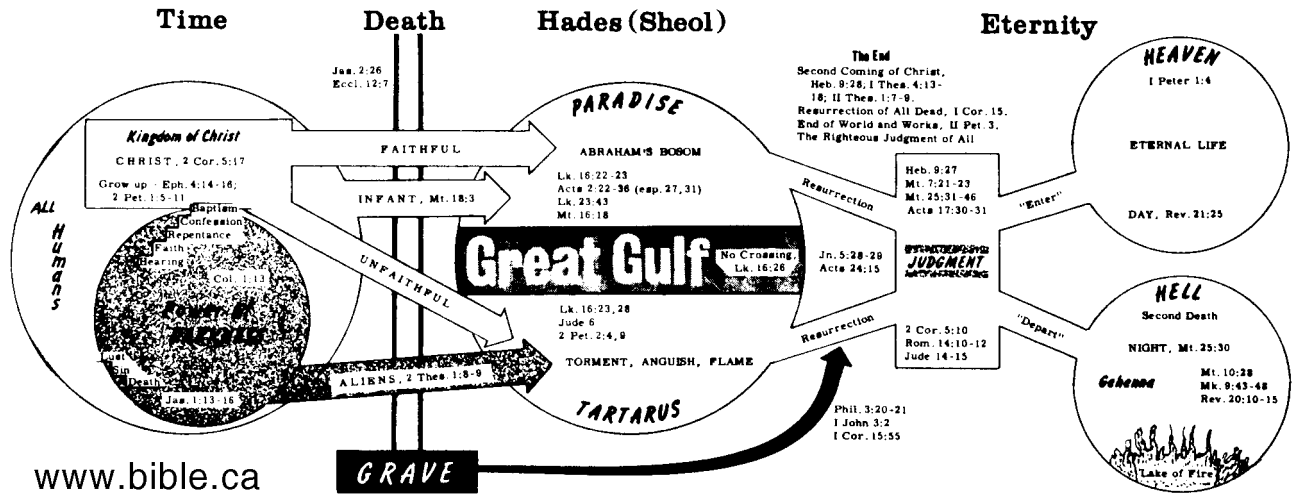 Time
Death
Hades (Sheol)
Eternity
Jas. 2:26
Eccl. 12:7
ALL
Humans
Kingdom of Christ
CHRIST, 2 Cor. 5:17
Grow up - Eph. 4:14-16;
2 Pet. 1:5-11
Baptism
Confession
Repentance
Faith
Hearing
Col. 1:13
Power of
DARKNESS
Lust
Sin
Death
Jas. 1:13-16
FAITHFUL
INFANT, Mt. 18:3
UNFAITHFUL
ALIENS, 2 Thes. 1:8-9
GRAVE
PARADISE
ABRAHAM'S BOSOM
Lk. 16:22-23
Acts 2:22-36 (esp. 27, 31)
Lk. 23:43
Mt. 16:18
Great Gulf
No Crossing,
Lk. 16:26
Lk. 16:23, 28
Jude 6
2 Pet. 2:4, 9
TORMENT, ANGUISH, FLAME
TARTARUS
The End
Second Coming of Christ,
Heb. 9:28; I Thes. 4:13-
18; II Thes. 1:7-9.
Resurrection of All Dead, I Cor. 15.
End of World and Works, II Pet. 3.
The Righteous Judgment of All
Resurrection
Jn. 5:28-29
Acts 24:15
Resurrection
Phil. 3:20-21
I John 3:2
I Cor. 15:55
Heb. 9:27
Mt. 7:21-23
Mt. 25:31-46
Acts 17:30-31
JUDGMENT
2 Cor. 5:10
Rom. 14:10-12
Jude 14-15
"Enter"
"Depart"
HEAVEN
I Peter 1:4
ETERNAL LIFE
DAY, Rev. 21:25
HELL
Second Death
NIGHT, Mt. 25:30
Gehenna
Mt. 10:28
Mk. 9:43-48
Rev. 20:10-15
Lake of Fire
www.bible.ca